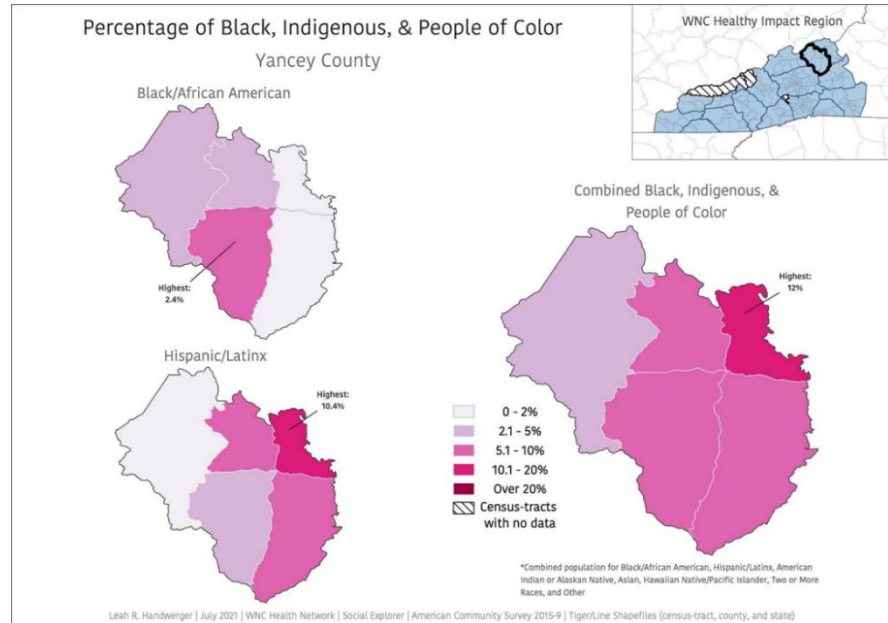 Percentage of Black, Indigenous, & People of Color
Yancey County
WNC Healthy Impact Region
Black/African American
Highest:
2.4%
Hispanic/Latinx
Highest:
10.4%
Combined Black, Indigenous, &
People of Color
Highest:
12%
0 - 2%
2.1 - 5%
5.1 - 10%
10.1 - 20%
Over 20%
Census-tracts
with no data
*Combined population for Black/African American, Hispanic/Latinx, American
Indian or Alaskan Native, Asian, Hawaiian Native/Pacific Islander, Two or More
Races, and Other
Leah R. Handwerger | July 2021 | WNC Health Network | Social Explorer | American Community Survey 2015-9 | Tiger/Line Shapefiles (census-tract, county, and state)